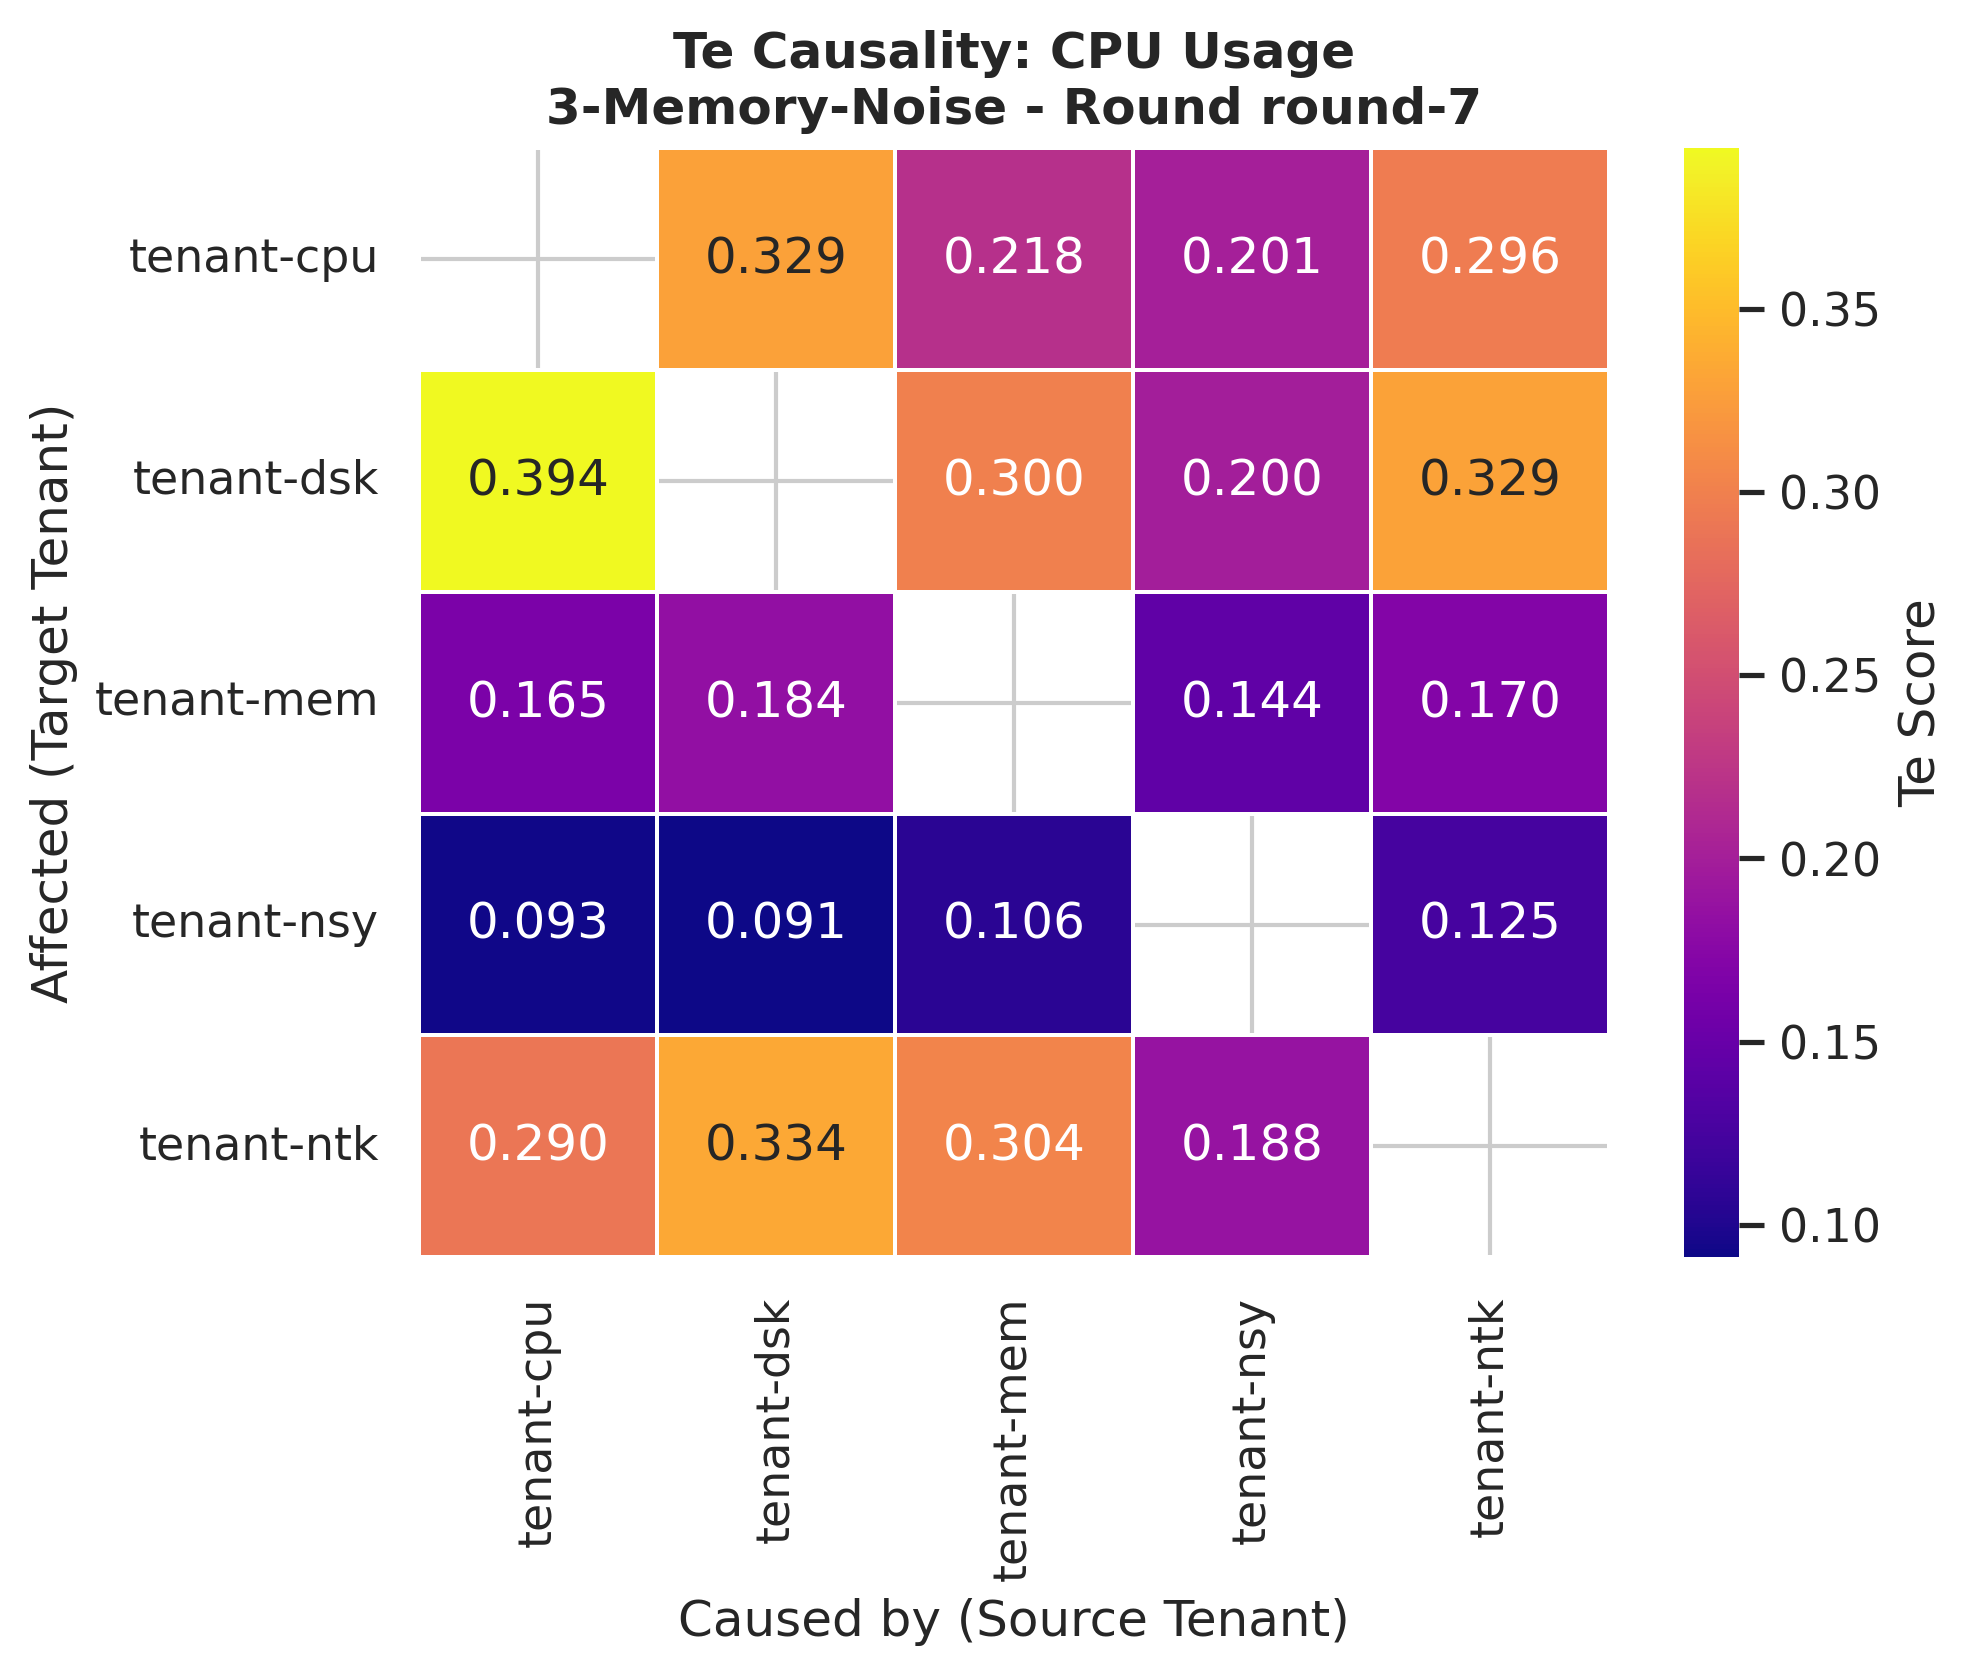 Te Causality: CPU Usage
3-Memory-Noise - Round round-7
Affected (Target Tenant)
tenant-cpu 0.329 0.218 0.201 0.296
tenant-dsk 0.394 0.300 0.200 0.329
tenant-mem 0.165 0.184 0.144 0.170
tenant-nsy 0.093 0.091 0.106 0.125
tenant-ntk 0.290 0.334 0.304 0.188
tenant-cpu
tenant-dsk
tenant-mem
tenant-nsy
tenant-ntk
Caused by (Source Tenant)
0.35
0.30
0.25
0.20
0.15
0.10
Te Score